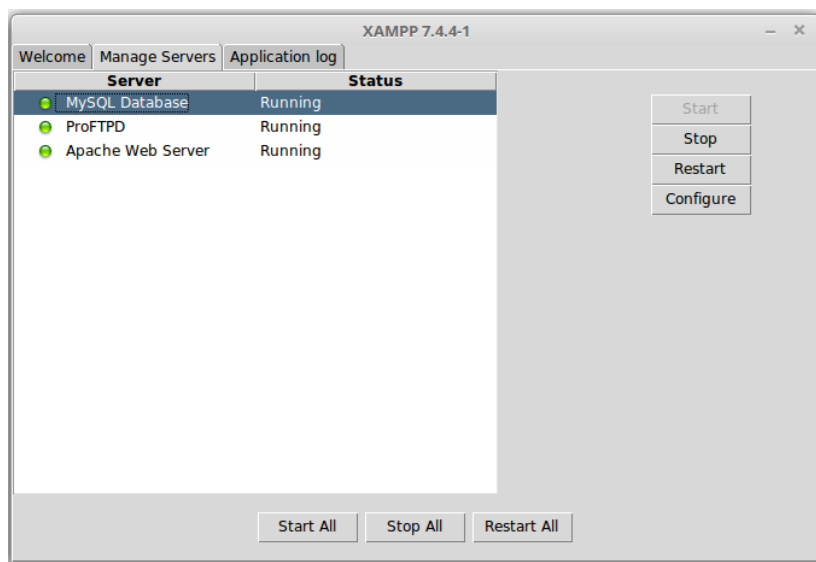 XAMPP 7.4.4-1
Welcome Manage Servers Application log
Server Status
MySQL Database Running
ProFTPD Running
Apache Web Server Running
Start
Stop
Restart
Configure
Start All Stop All Restart All